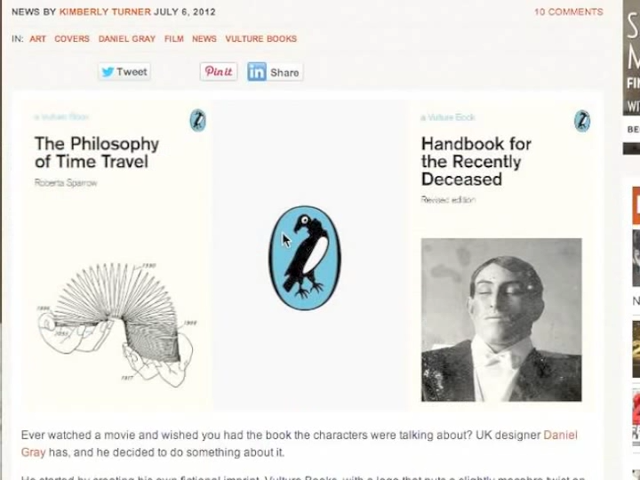 NEWS BY KIMBERLY TURNER JULY 6, 2012
10 COMMENTS
IN: ART COVERS DANIEL GRAY FILM NEWS VULTURE BOOKS
Tweet
Pin it
in Share
a Vulture Book
The Philosophy
of Time Travel
Roberta Sparrow
a Vulture Book
Handbook for
the Recently
Deceased
Revised edition
Ever watched a movie and wished you had the book the characters were talking about? UK designer Daniel
Gray has, and he decided to do something about it.